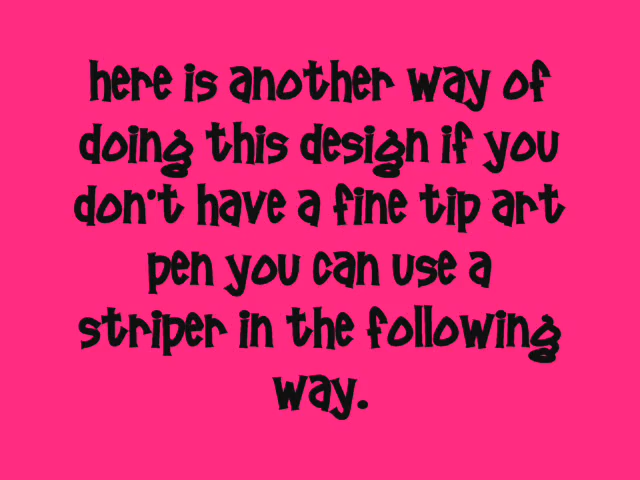 here is another way of
doing this design if you
don't have a fine tip art
pen you can use a
striper in the following
way.